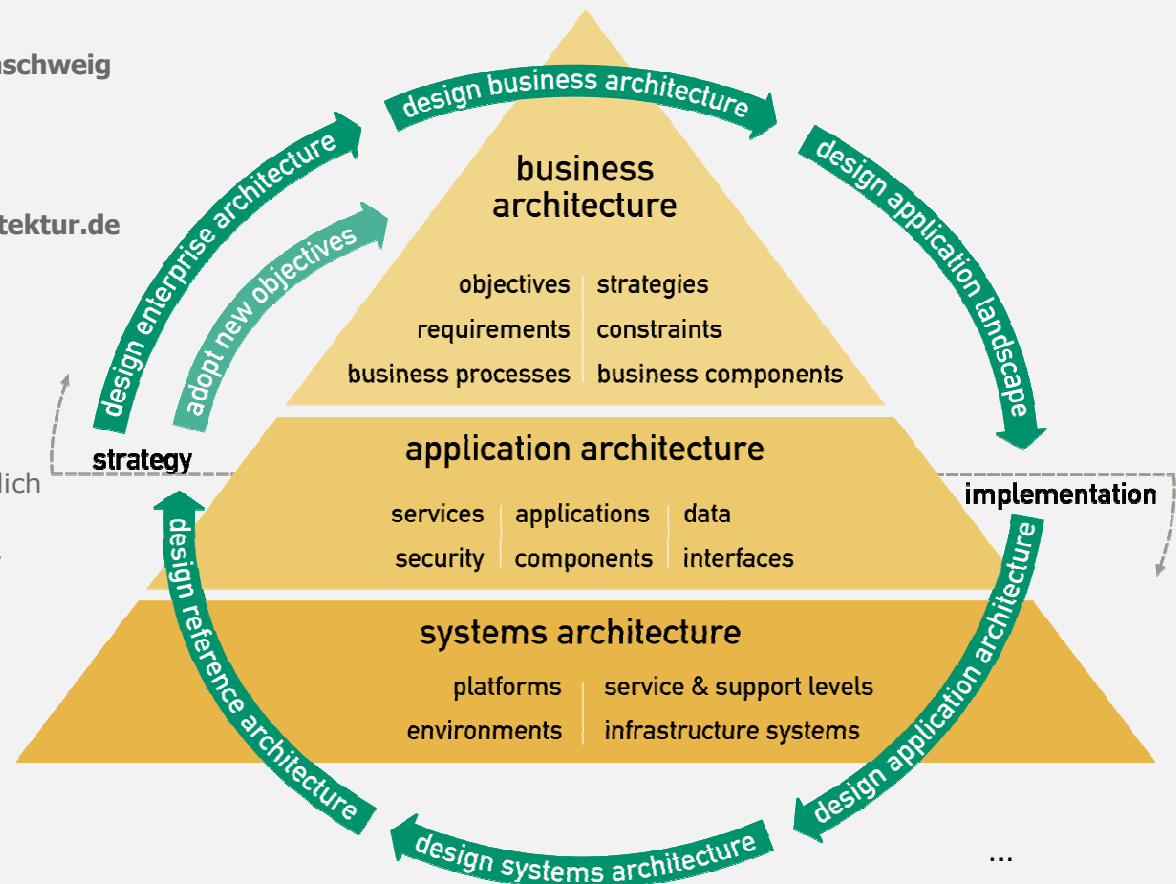 nschweig
design business architecture
design enterprise architecture
design application landscape
tektur.de
adopt new objectives
business
architecture
objectives strategies
requirements constraints
business processes business components
strategy
application architecture
lich
implementation
services applications data
security components interfaces
design reference architecture
design application architecture
systems architecture
platforms service & support levels
environments infrastructure systems
design systems architecture
...